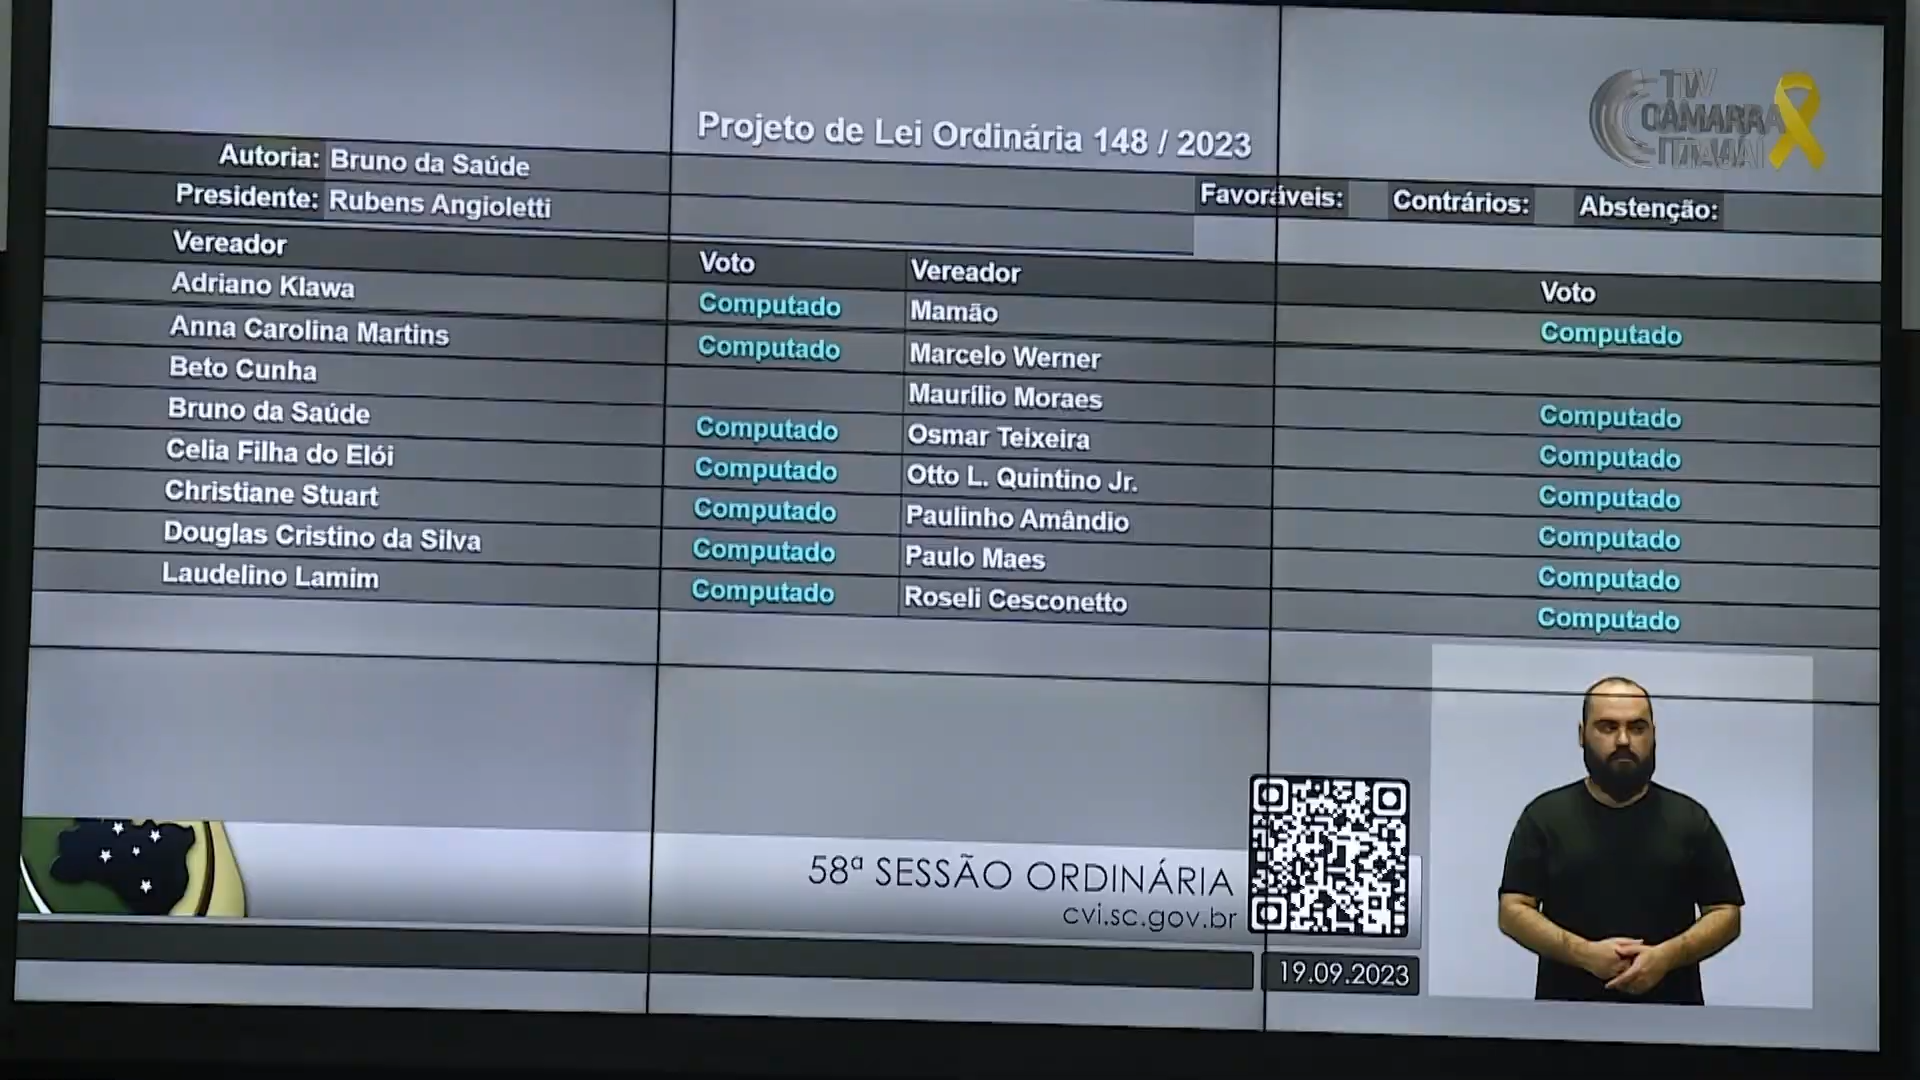 TV
CÂMARA
ITAJAÍ
Projeto de Lei Ordinária 148 / 2023
Autoria: Bruno da Saúde
Presidente: Rubens Angioletti
Favoráveis: Contrários: Abstenção:
Vereador Voto Vereador Voto
Adriano Klawa Computado Mamão Computado
Anna Carolina Martins Computado Marcelo Werner
Beto Cunha Maurílio Moraes Computado
Bruno da Saúde Computado Osmar Teixeira Computado
Celia Filha do Elói Computado Otto L. Quintino Jr. Computado
Christiane Stuart Computado Paulinho Amândio Computado
Douglas Cristino da Silva Computado Paulo Maes Computado
Laudelino Lamim Computado Roseli Cesconetto Computado
58ª SESSÃO ORDINÁRIA
cvi.sc.gov.br
19.09.2023